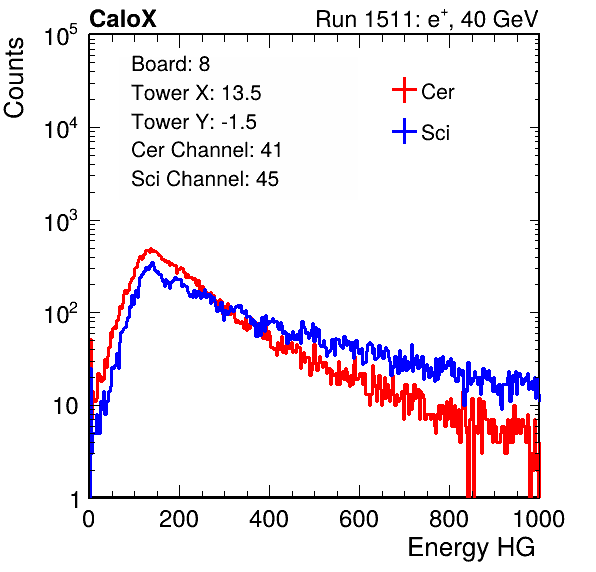 CaloX Run 1511: e⁺, 40 GeV
Counts
Board: 8
Tower X: 13.5
Tower Y: -1.5
Cer Channel: 41
Sci Channel: 45
Cer
Sci
10⁵
10⁴
10³
10²
10
1
0 200 400 600 800 1000
Energy HG